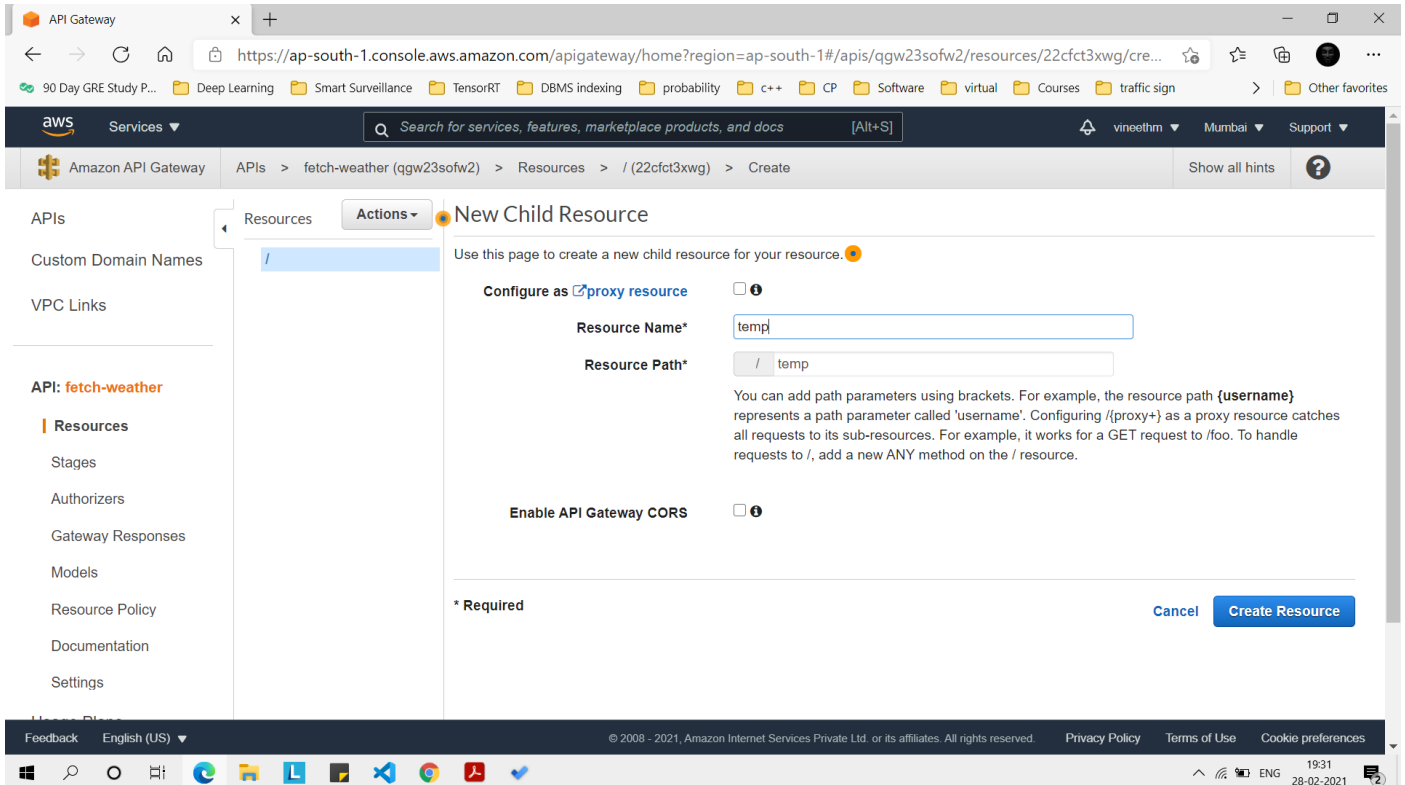 API Gateway
https://ap-south-1.console.aws.amazon.com/apigateway/home?region=ap-south-1#/apis/qgw23sofw2/resources/22cfct3xwg/cre...
90 Day GRE Study P... Deep Learning Smart Surveillance TensorRT DBMS indexing probability c++ CP Software virtual Courses traffic sign Other favorites
aws Services Search for services, features, marketplace products, and docs [Alt+S] vineethm Mumbai Support
Amazon API Gateway APIs > fetch-weather (qgw23sofw2) > Resources > / (22cfct3xwg) > Create Show all hints ?
APIs
Custom Domain Names
VPC Links
API: fetch-weather
Resources
Stages
Authorizers
Gateway Responses
Models
Resource Policy
Documentation
Settings
Resources Actions
/
New Child Resource
Use this page to create a new child resource for your resource.
Configure as proxy resource
Resource Name* temp
Resource Path* / temp
You can add path parameters using brackets. For example, the resource path {username}
represents a path parameter called 'username'. Configuring /{proxy+} as a proxy resource catches
all requests to its sub-resources. For example, it works for a GET request to /foo. To handle
requests to /, add a new ANY method on the / resource.
Enable API Gateway CORS
* Required Cancel Create Resource
Feedback English (US) © 2008 - 2021, Amazon Internet Services Private Ltd. or its affiliates. All rights reserved. Privacy Policy Terms of Use Cookie preferences
L ENG 19:31
28-02-2021 2